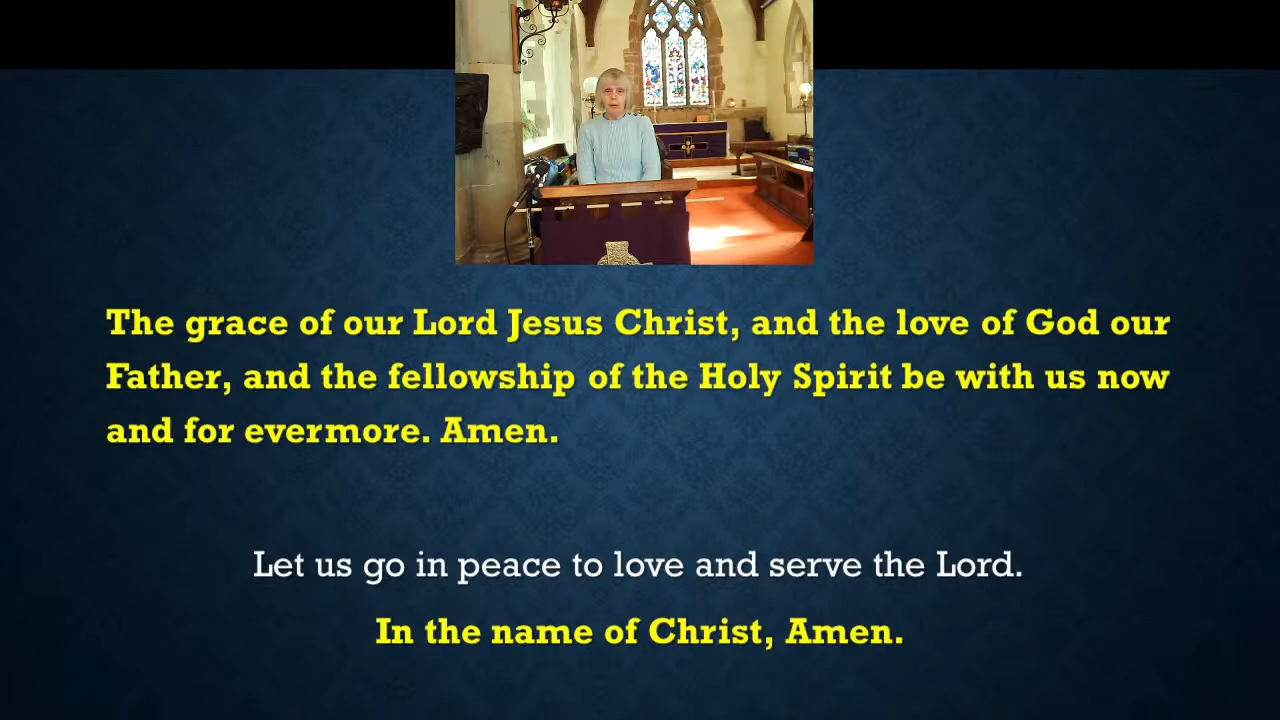 The grace of our Lord Jesus Christ, and the love of God our
Father, and the fellowship of the Holy Spirit be with us now
and for evermore. Amen.
Let us go in peace to love and serve the Lord.
In the name of Christ, Amen.